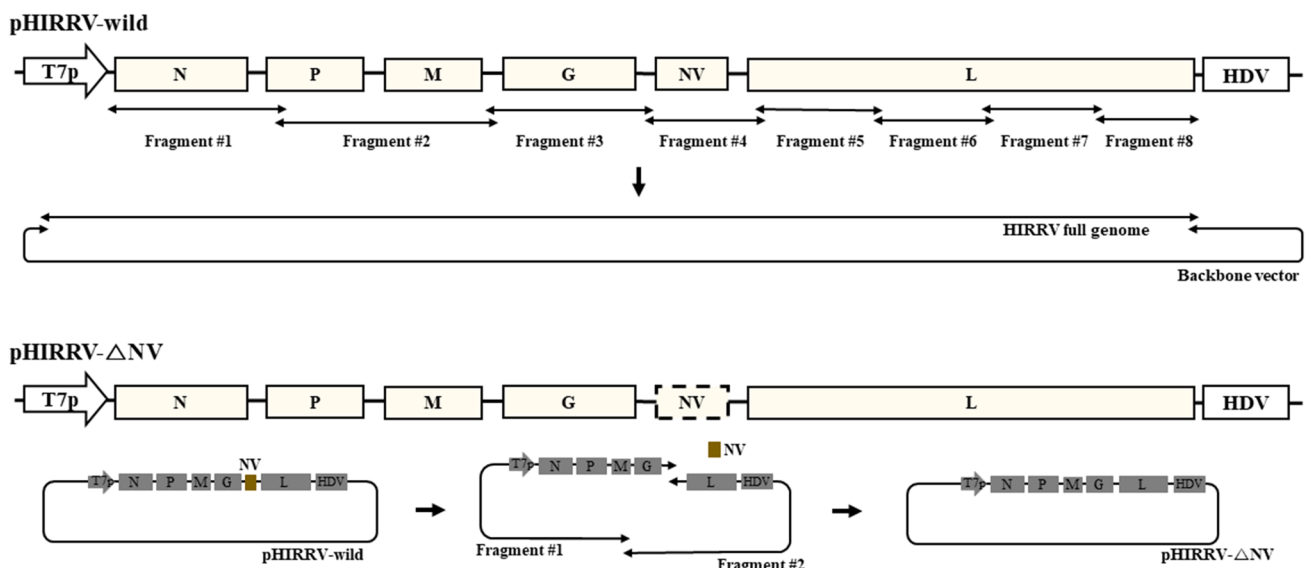 pHIRRV-wild
T7p N P M G NV L HDV
Fragment #1 Fragment #2 Fragment #3 Fragment #4 Fragment #5 Fragment #6 Fragment #7 Fragment #8
HIRRV full genome
Backbone vector
pHIRRV-△NV
T7p N P M G NV L HDV
NV
T7p N P M G L HDV
pHIRRV-wild
NV
T7p N P M G
L HDV
Fragment #1
Fragment #2
T7p N P M G L HDV
pHIRRV-△NV